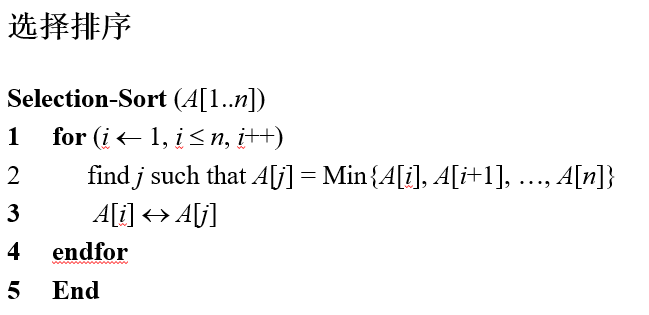 选择排序
Selection-Sort (A[1..n])
1 for (i ← 1, i ≤ n, i++)
2 find j such that A[j] = Min{A[i], A[i+1], …, A[n]}
3 A[i] ↔ A[j]
4 endfor
5 End